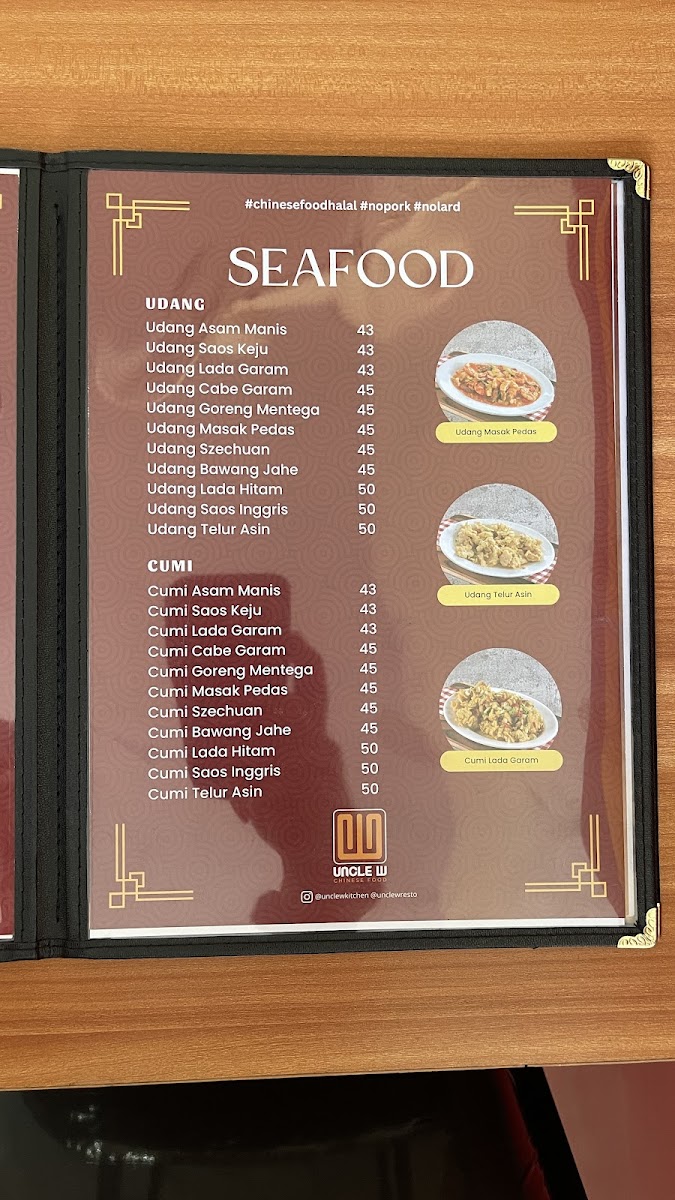 #chinesefoodhalal #nopork #nolard
SEAFOOD
UDANG
Udang Asam Manis 43
Udang Saos Keju 43
Udang Lada Garam 43
Udang Cabe Garam 45
Udang Goreng Mentega 45
Udang Masak Pedas 45
Udang Szechuan 45
Udang Bawang Jahe 45
Udang Lada Hitam 50
Udang Saos Inggris 50
Udang Telur Asin 50
CUMI
Cumi Asam Manis 43
Cumi Saos Keju 43
Cumi Lada Garam 43
Cumi Cabe Garam 45
Cumi Goreng Mentega 45
Cumi Masak Pedas 45
Cumi Szechuan 45
Cumi Bawang Jahe 45
Cumi Lada Hitam 50
Cumi Saos Inggris 50
Cumi Telur Asin 50
Udang Masak Pedas
Udang Telur Asin
Cumi Lada Garam
UNCLE W
CHINESE FOOD
@unclewkitchen @unclewresto